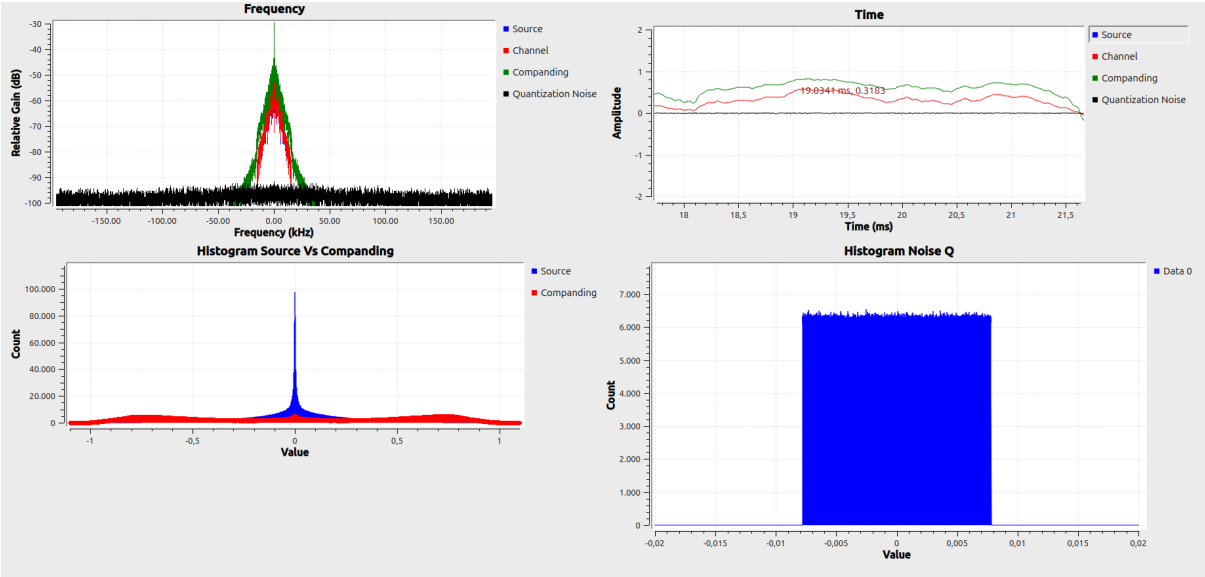 Frequency
-30
-40
-50
-60
-70
-80
-90
-100
Relative Gain (dB)
-150.00
-100.00
-50.00
0.00
50.00
100.00
150.00
Frequency (kHz)
Source
Channel
Companding
Quantization Noise
Time
2
1
0
-1
-2
Amplitude
19.0341 ms, 0.3183
18
18,5
19
19,5
20
20,5
21
21,5
Time (ms)
Source
Channel
Companding
Quantization Noise
Histogram Source Vs Companding
100.000
80.000
60.000
40.000
20.000
0
Count
-1
-0,5
0
0,5
1
Value
Source
Companding
Histogram Noise Q
7.000
6.000
5.000
4.000
3.000
2.000
1.000
0
Count
-0,02
-0,015
-0,01
-0,005
0
0,005
0,01
0,015
0,02
Value
Data 0